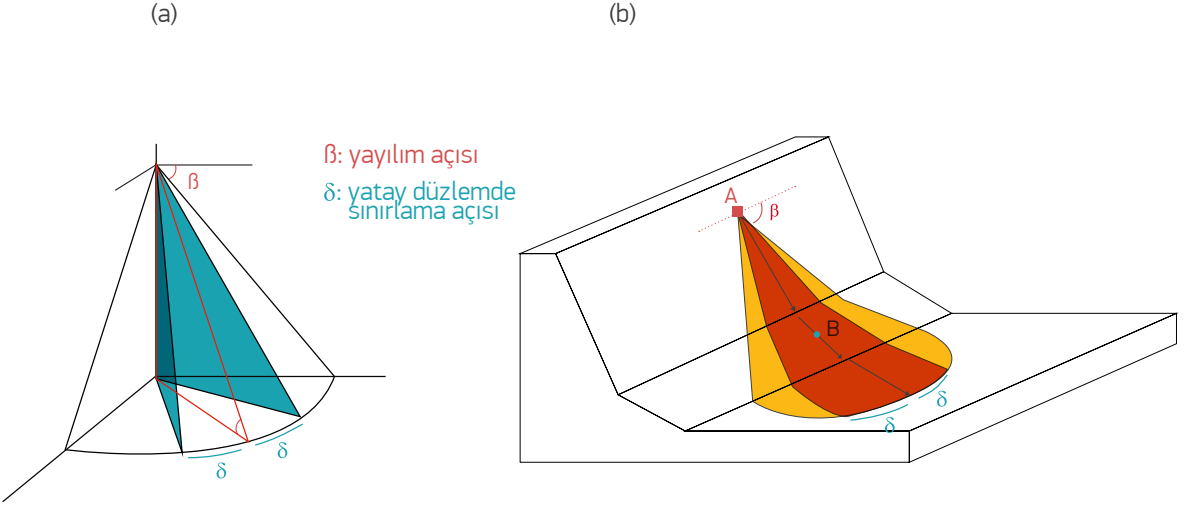 (a)
(b)
ß: yayılım açısı
δ: yatay düzlemde
sınırlama açısı
ß
δ
δ
A
β
B
δ
δ